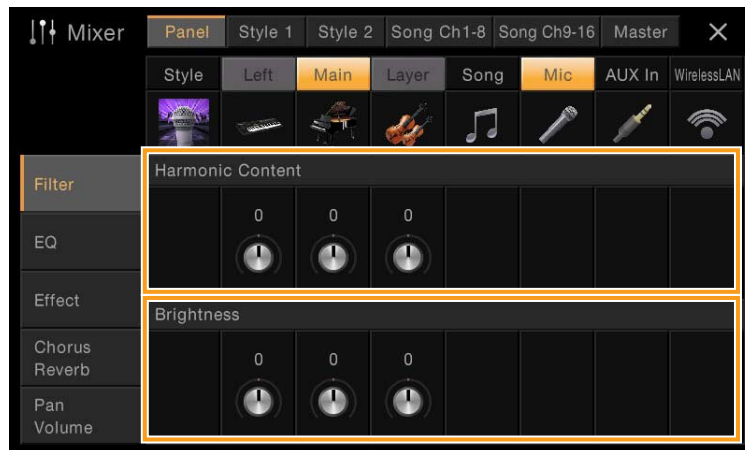 Mixer
Panel Style 1 Style 2 Song Ch1-8 Song Ch9-16 Master
Style Left Main Layer Song Mic AUX In WirelessLAN
Filter
EQ
Effect
Chorus
Reverb
Pan
Volume
Harmonic Content
0 0 0
Brightness
0 0 0